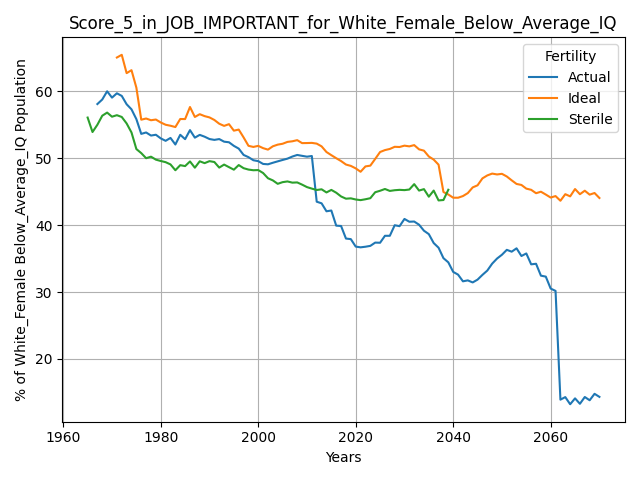 Score_5_in_JOB_IMPORTANT_for_White_Female_Below_Average_IQ
% of White_Female Below_Average_IQ Population
60
50
40
30
20
Fertility
Actual
Ideal
Sterile
1960
1980
2000
2020
2040
2060
Years